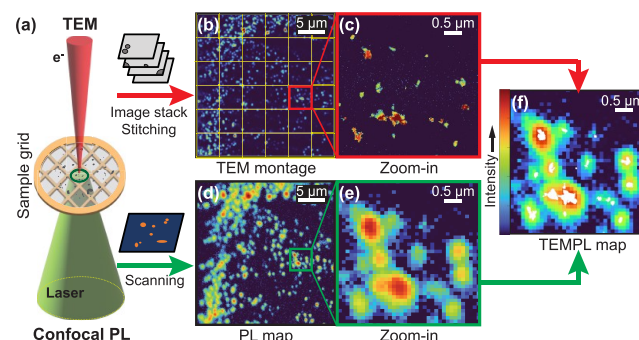 (a)
TEM
e-
Sample grid
Laser
Confocal PL
Image stack
Stitching
Scanning
(b)
5 µm
TEM montage
(c)
0.5 µm
Zoom-in
(d)
5 µm
PL map
(e)
0.5 µm
Zoom-in
Intensity
(f)
0.5 µm
TEMPL map